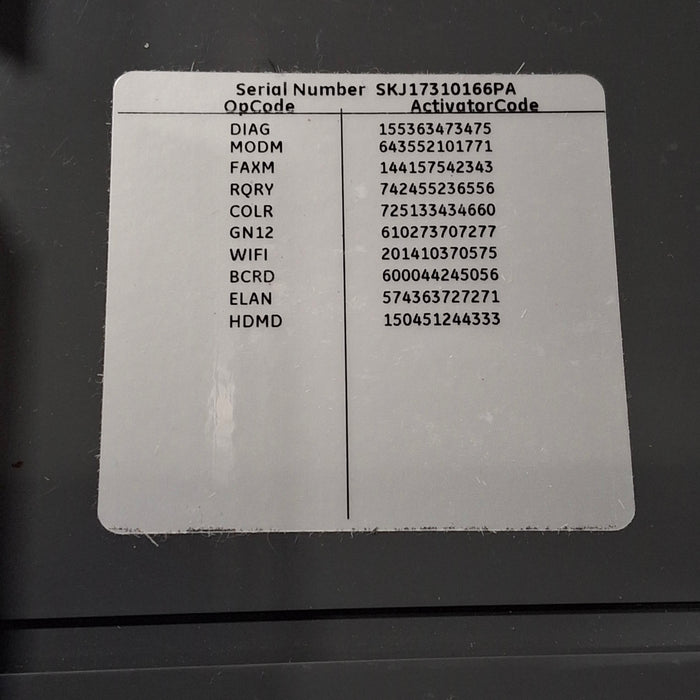 Serial Number SKJ17310166PA
OpCode ActivatorCode
DIAG 155363473475
MODM 643552101771
FAXM 144157542343
RQRY 742455236556
COLR 725133434660
GN12 610273707277
WIFI 201410370575
BCRD 600044245056
ELAN 574363727271
HDMD 150451244333